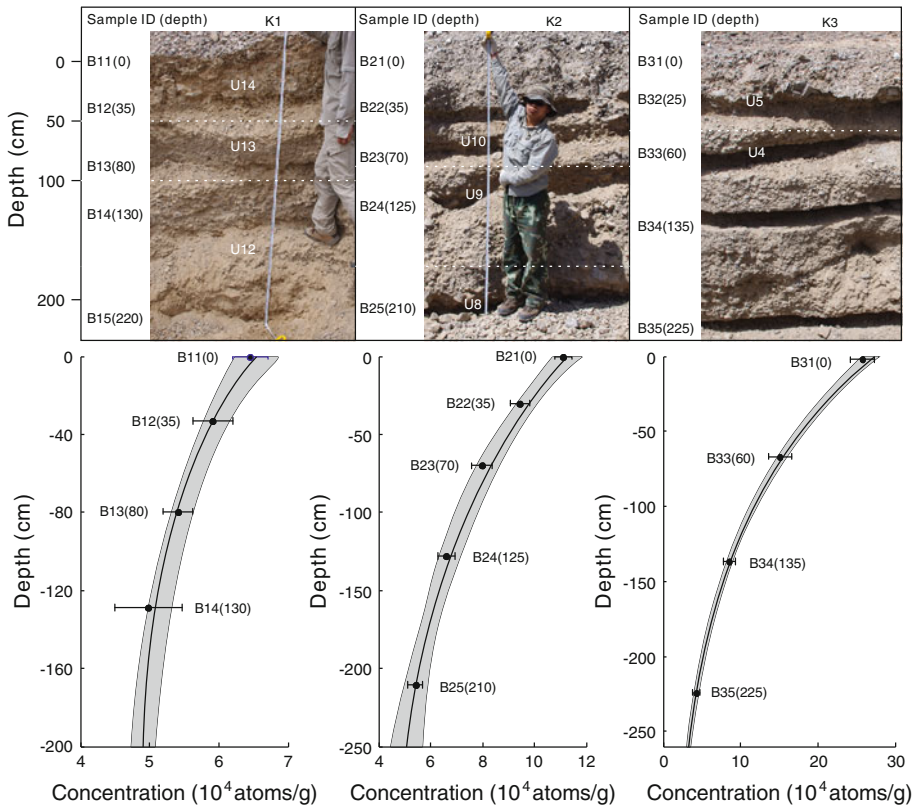 Sample ID (depth) K1 Sample ID (depth) K2 Sample ID (depth) K3
Depth (cm)
0
50
100
200
B11(0)
B12(35)
B13(80)
B14(130)
B15(220)
U14
U13
U12
B21(0)
B22(35)
B23(70)
B24(125)
B25(210)
U10
U9
U8
B31(0)
B32(25)
B33(60)
B34(135)
B35(225)
U5
U4
Depth (cm)
0
-40
-80
-120
-160
-200
B11(0)
B12(35)
B13(80)
B14(130)
4 5 6 7
Concentration (10⁴atoms/g)
Depth (cm)
0
-50
-100
-150
-200
-250
B21(0)
B22(35)
B23(70)
B24(125)
B25(210)
4 6 8 10 12
Concentration (10⁴atoms/g)
Depth (cm)
0
-50
-100
-150
-200
-250
B31(0)
B33(60)
B34(135)
B35(225)
0 10 20 30
Concentration (10⁴atoms/g)